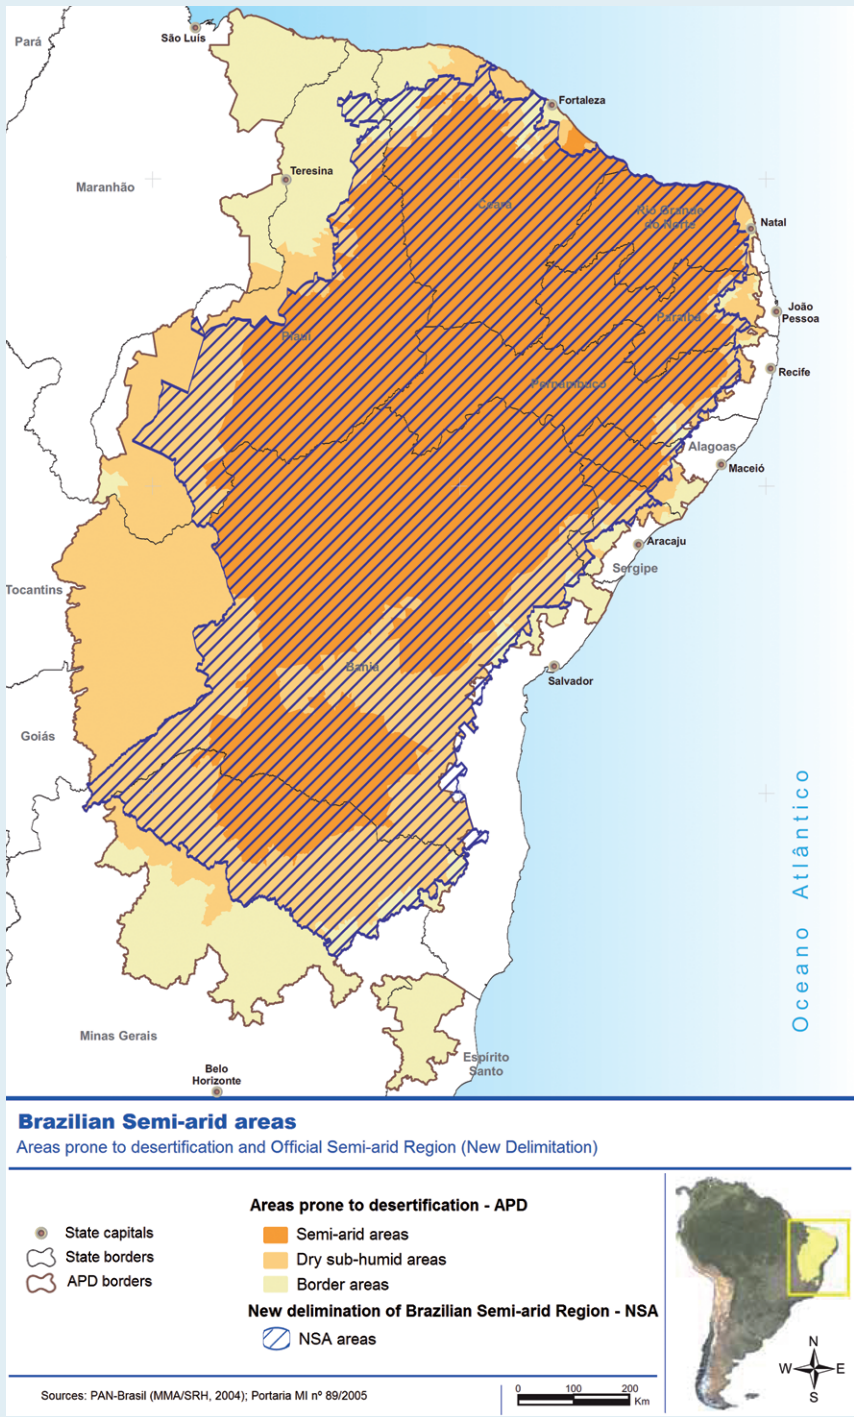 Pará
São Luís
Fortaleza
Teresina
Maranhão
Ceará
Rio Grande
do Norte
Natal
João
Pessoa
Paraíba
Piauí
Recife
Pernambuco
Alagoas
Maceió
Aracaju
Sergipe
Tocantins
Bahia
Salvador
Goiás
Oceano Atlântico
Minas Gerais
Espírito
Santo
Belo
Horizonte
Brazilian Semi-arid areas
Areas prone to desertification and Official Semi-arid Region (New Delimitation)
State capitals
State borders
APD borders
Areas prone to desertification - APD
Semi-arid areas
Dry sub-humid areas
Border areas
New delimination of Brazilian Semi-arid Region - NSA
NSA areas
N
W E
S
Sources: PAN-Brasil (MMA/SRH, 2004); Portaria MI nº 89/2005
0 100 200
Km